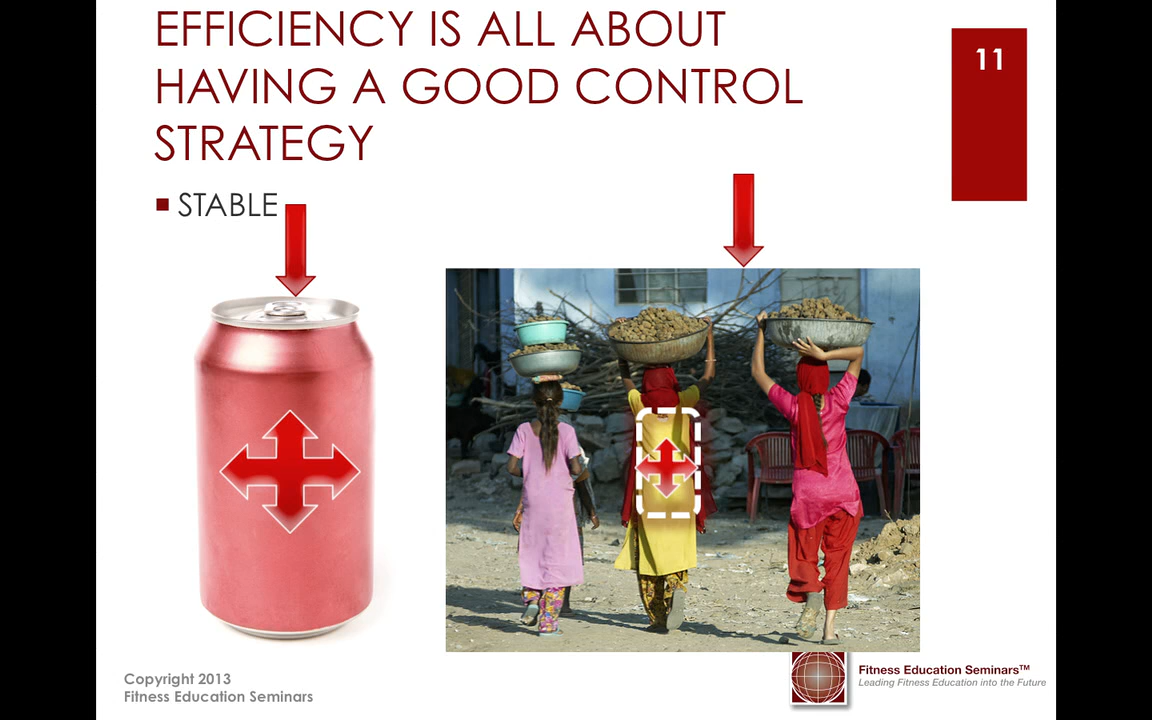 EFFICIENCY IS ALL ABOUT
HAVING A GOOD CONTROL
STRATEGY
11
STABLE
Copyright 2013
Fitness Education Seminars
Fitness Education Seminars™
Leading Fitness Education into the Future